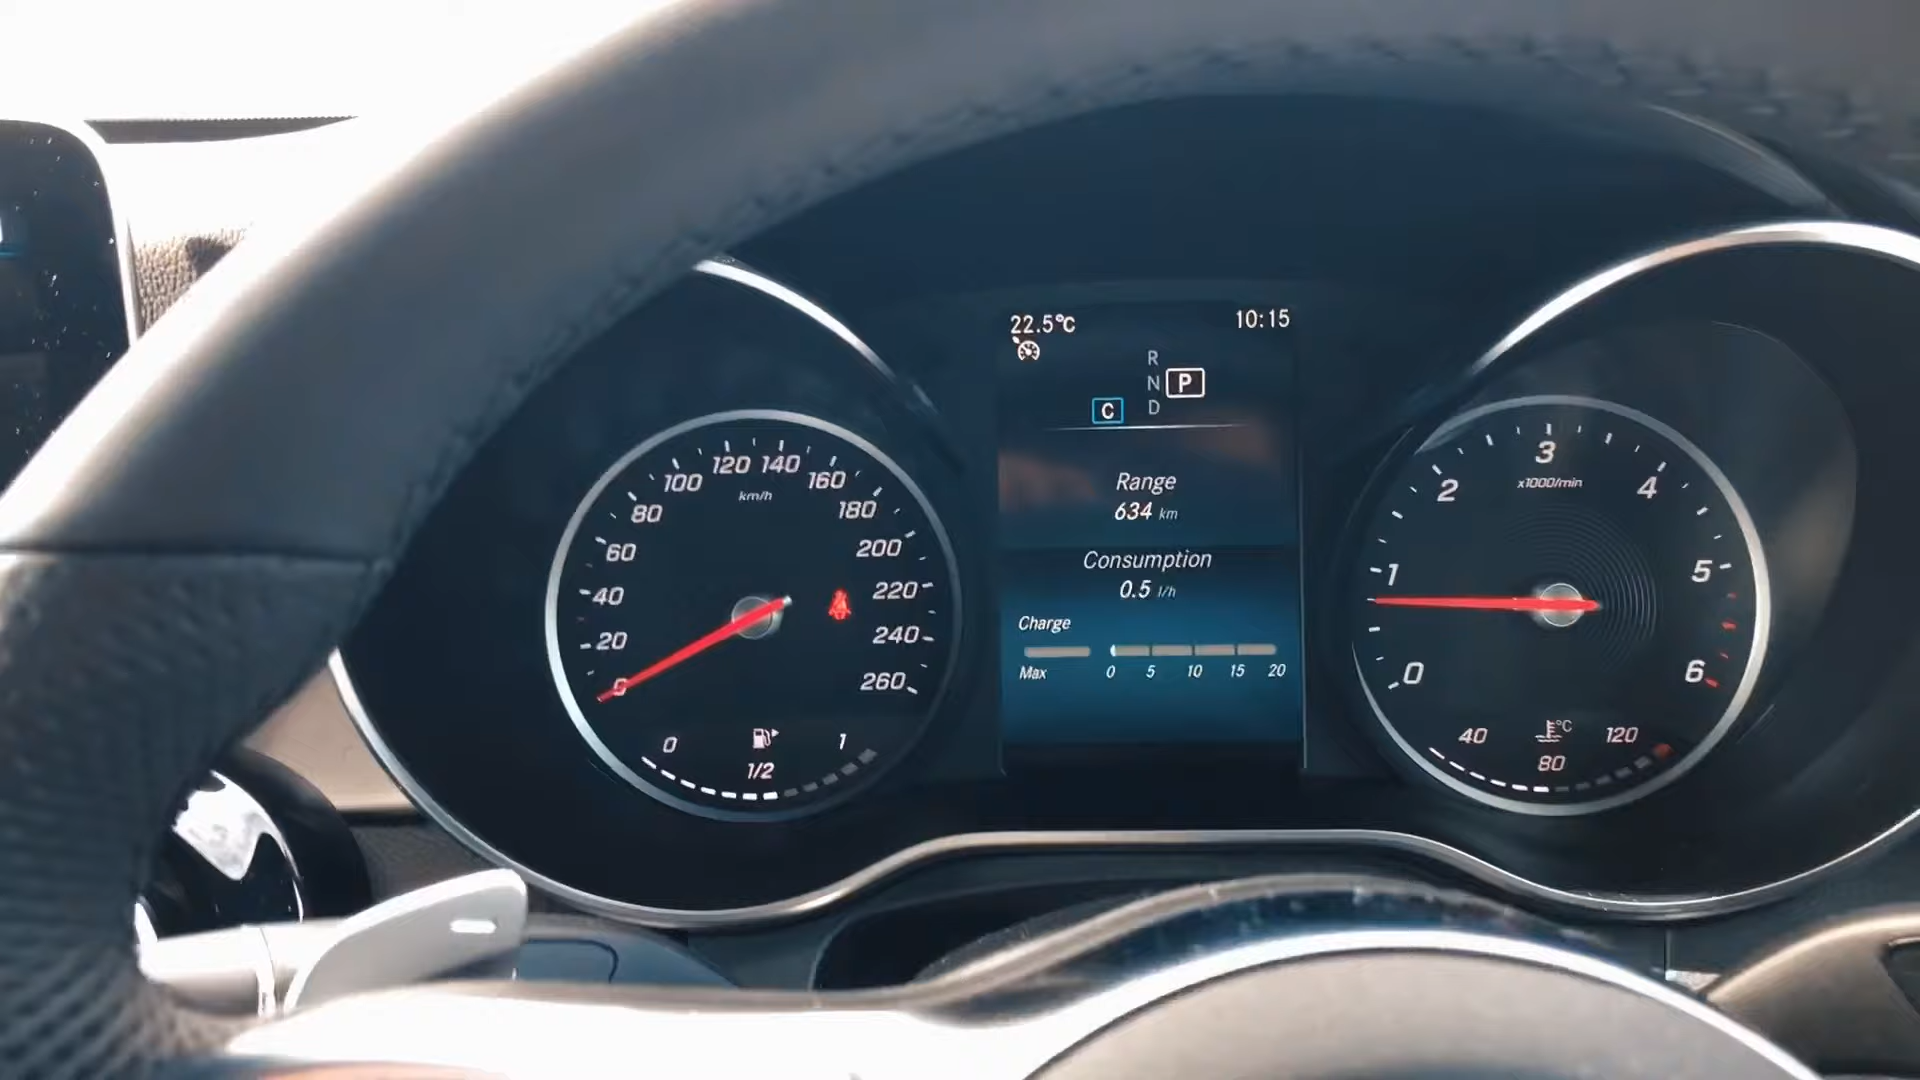 22.5°C
10:15
R
N
P
D
C
Range
634 km
Consumption
0.5 l/h
Charge
Max
0 5 10 15 20
km/h
0
20
40
60
80
100
120
140
160
180
200
220
240
260
0
1/2
1
x1000/min
0
1
2
3
4
5
6
40
80
120
°C